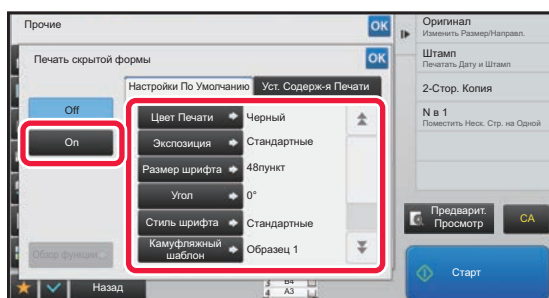 Прочие
OK
Печать скрытой формы
OK
Настройки По Умолчанию
Уст. Содерж-я Печати
Off
On
Цвет Печати
Черный
Экспозиция
Стандартные
Размер шрифта
48пункт
Угол
0°
Стиль шрифта
Стандартные
Камуфляжный
шаблон
Образец 1
Обзор функции
Назад
3 B4
4 A3
Оригинал
Изменить Размер/Направл.
Штамп
Печатать Дату и Штамп
2-Стор. Копия
N в 1
Поместить Неск. Стр. на Одной
Предварит.
Просмотр
CA
Старт